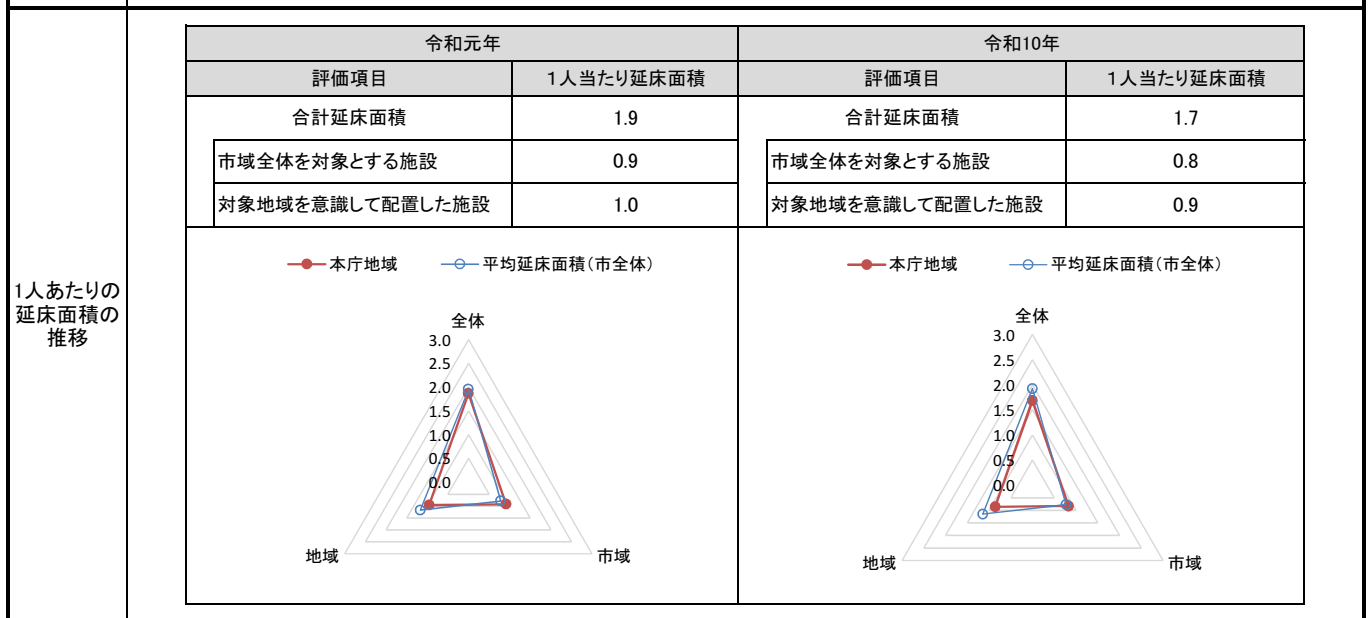 1人あたりの
延床面積の
推移
令和元年
令和10年
評価項目
1人当たり延床面積
評価項目
1人当たり延床面積
合計延床面積
1.9
合計延床面積
1.7
市域全体を対象とする施設
0.9
市域全体を対象とする施設
0.8
対象地域を意識して配置した施設
1.0
対象地域を意識して配置した施設
0.9
本庁地域
平均延床面積(市全体)
全体
3.0
2.5
2.0
1.5
1.0
0.5
0.0
地域
市域
本庁地域
平均延床面積(市全体)
全体
3.0
2.5
2.0
1.5
1.0
0.5
0.0
地域
市域